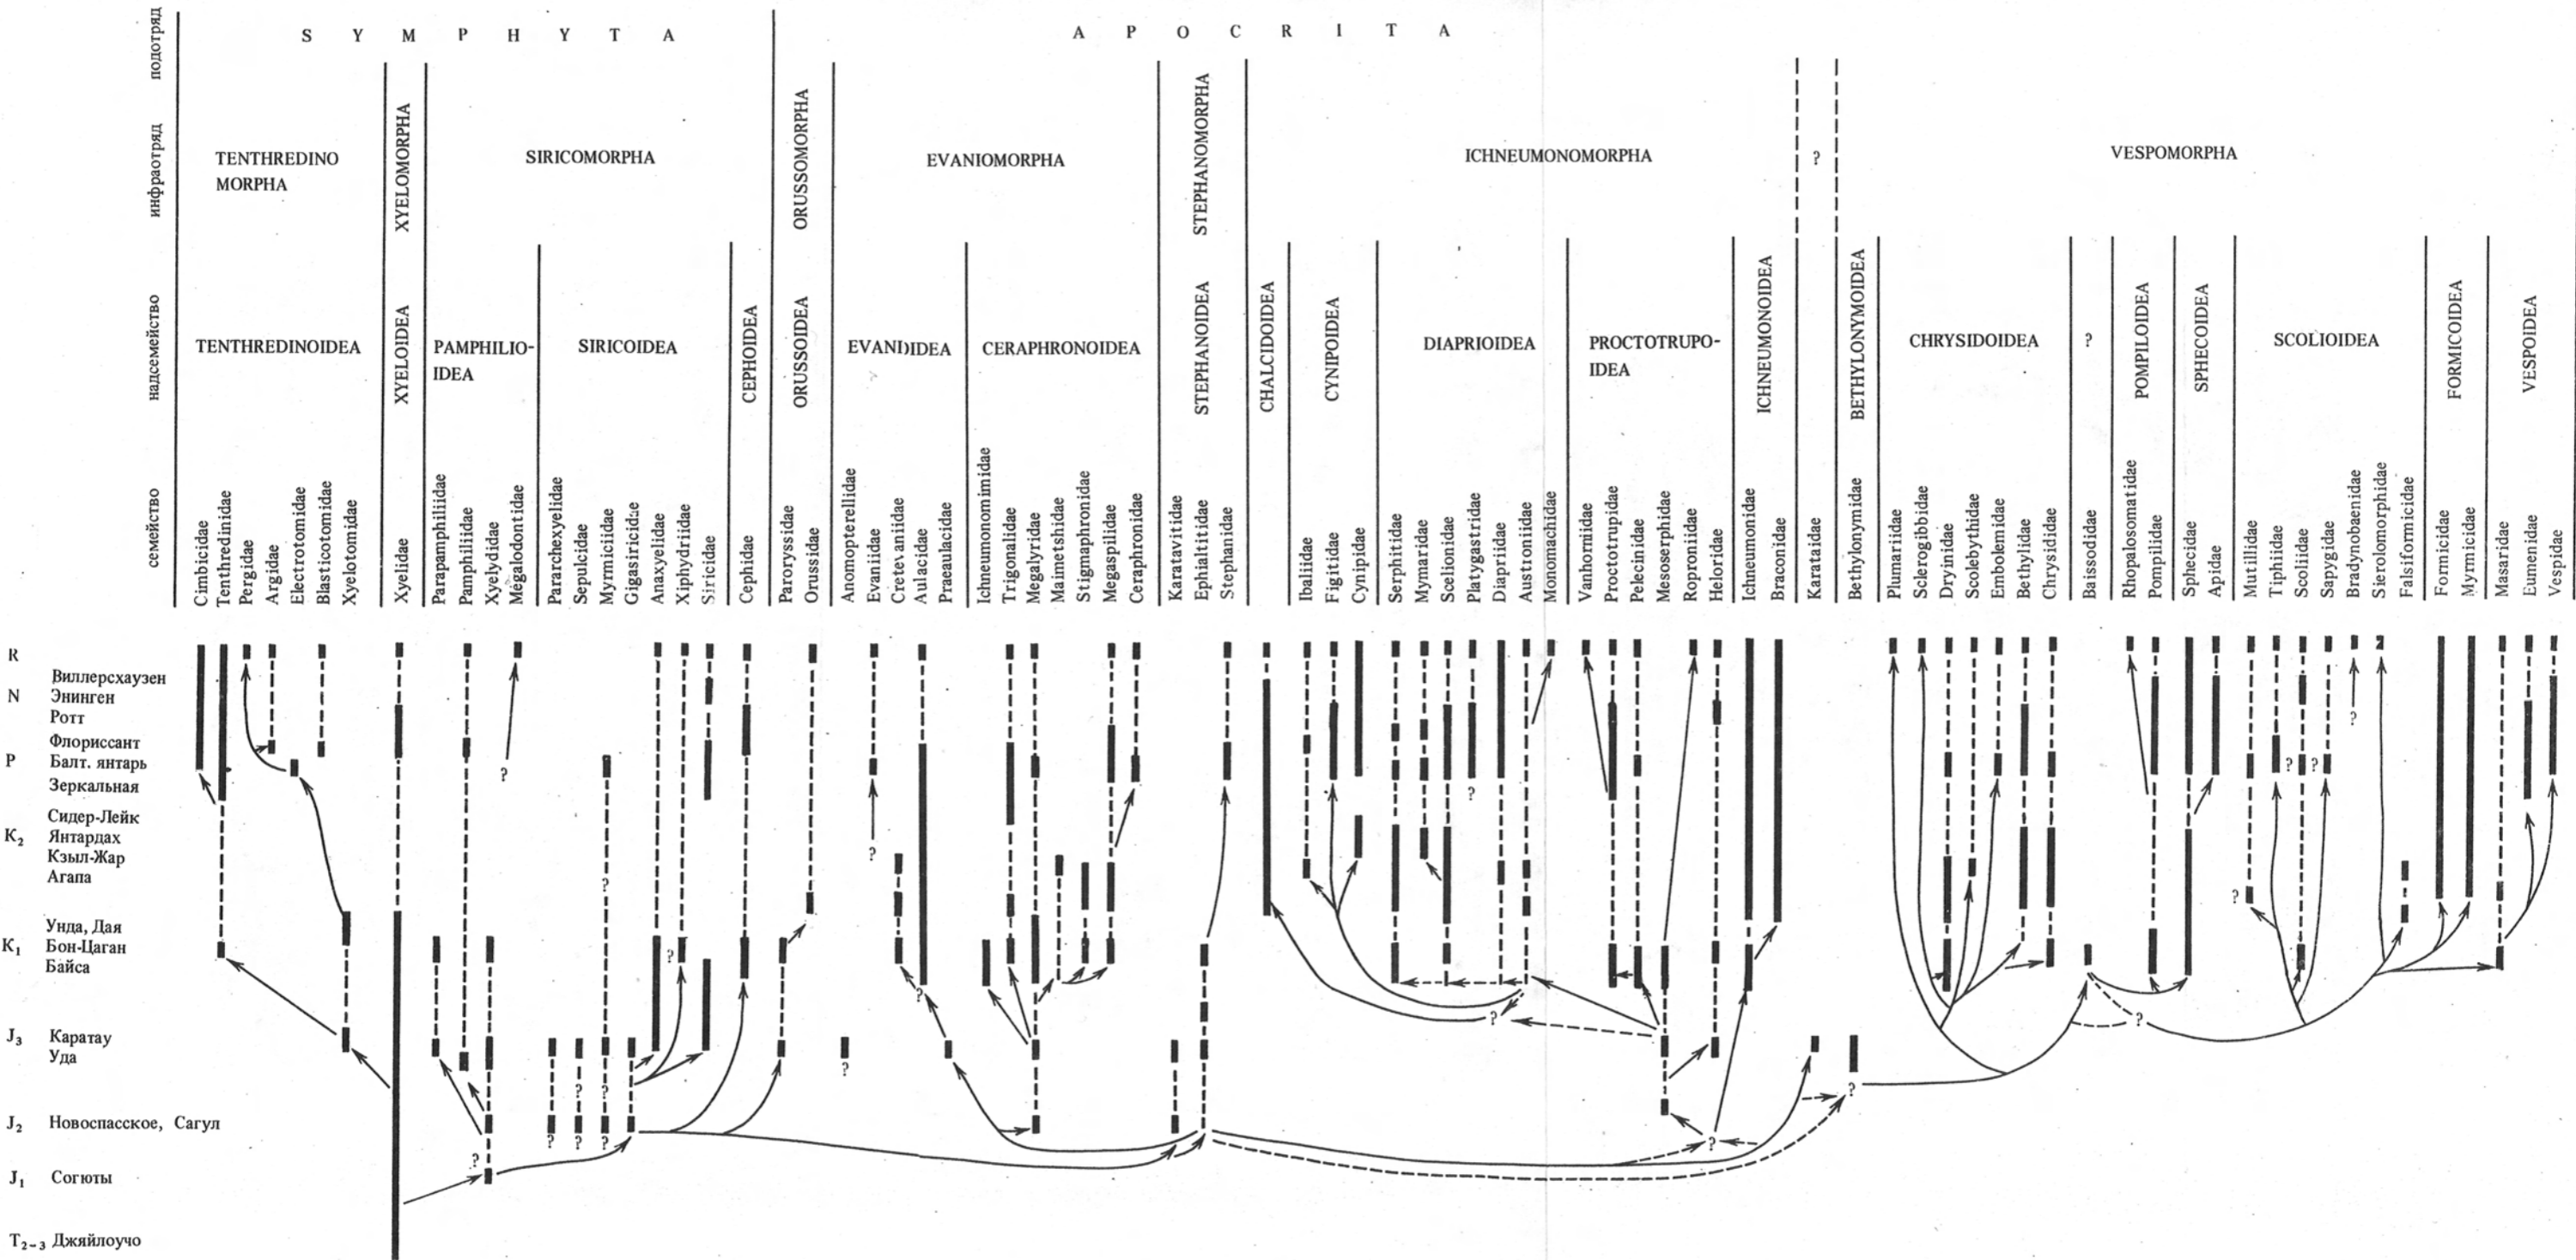 подотряд
S Y M P H Y T A
A P O C R I T A
инфраотряд
TENTHREDINO
MORPHA
XYELOMORPHA
SIRICOMORPHA
ORUSSOMORPHA
EVANIOMORPHA
STEPHANOMORPHA
ICHNEUMONOMORPHA
?
VESPOMORPHA
надсемейство
TENTHREDINOIDEA
XYELOIDEA
PAMPHILIO-
IDEA
SIRICOIDEA
CEPHOIDEA
ORUSSOIDEA
EVANIOIDEA
CERAPHRONOIDEA
STEPHANOIDEA
CHALCIDOIDEA
CYNIPOIDEA
DIAPRIOIDEA
PROCTOTRUPO-
IDEA
ICHNEUMONOIDEA
BETHYLONYMOIDEA
CHRYSIDOIDEA
?
POMPILOIDEA
SPHECOIDEA
SCOLIOIDEA
FORMICOIDEA
VESPOIDEA
семейство
Cimbicidae
Tenthredinidae
Pergidae
Argidae
Electrotomidae
Blasticotomidae
Xyelotomidae
Xyelidae
Parapamphiliidae
Pamphiliidae
Xyelydidae
Megalodontidae
Pararchexyelidae
Sepulcidae
Myrmiciidae
Gigasiricidae
Anaxyelidae
Xiphydriidae
Siricidae
Cephidae
Paroryssidae
Orussidae
Anomopterellidae
Evaniidae
Cretevaniidae
Aulacidae
Praeaulacidae
Ichneumonomimidae
Trigonalidae
Megalyridae
Maimetshidae
Stigmaphronidae
Megaspilidae
Ceraphronidae
Karatavitidae
Ephialtitidae
Stephanidae
Ibaliidae
Figitidae
Cynipidae
Serphitidae
Mymaridae
Scelionidae
Platygastridae
Diapriidae
Austroniidae
Monomachidae
Vanhorniidae
Proctotrupidae
Pelecinidae
Mesoserphidae
Roproniidae
Heloridae
Ichneumonidae
Braconidae
Karataidae
Bethylonymidae
Plumariidae
Sclerogibbidae
Dryinidae
Scolebythidae
Embolemidae
Bethylidae
Chrysididae
Baissodidae
Rhopalosomatidae
Pompilidae
Sphecidae
Apidae
Mutillidae
Tiphiidae
Scoliidae
Sapygidae
Bradynobaenidae
Sierolomorphidae
Falsiformicidae
Formicidae
Myrmicidae
Masaridae
Eumenidae
Vespidae
R
Виллерсхаузен
N Энинген
Ротт
Флориссант
P Балт. янтарь
Зеркальная
Сидер-Лейк
K₂ Янтардах
Кзыл-Жар
Агапа
Унда, Дая
K₁ Бон-Цаган
Байса
J₃ Каратау
Уда
J₂ Новоспасское, Сагул
J₁ Согюты
T₂₋₃ Джяйлоучо